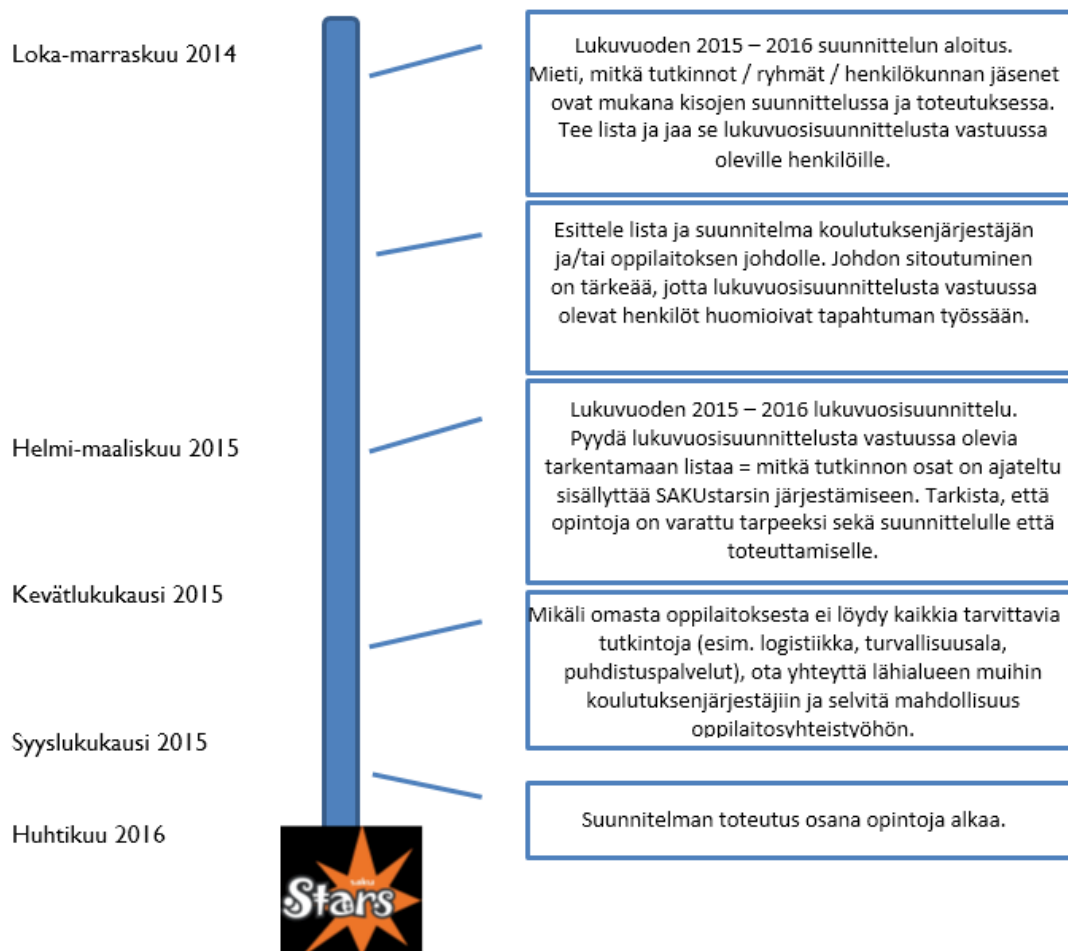 Loka-marraskuu 2014
Lukuvuoden 2015 – 2016 suunnittelun aloitus.
Mieti, mitkä tutkinnot / ryhmät / henkilökunnan jäsenet
ovat mukana kisojen suunnittelussa ja toteutuksessa.
Tee lista ja jaa se lukuvuosisuunnittelusta vastuussa
oleville henkilöille.
Esittele lista ja suunnitelma koulutuksenjärjestäjän
ja/tai oppilaitoksen johdolle. Johdon sitoutuminen
on tärkeää, jotta lukuvuosisuunnittelusta vastuussa
olevat henkilöt huomioivat tapahtuman työssään.
Helmi-maaliskuu 2015
Lukuvuoden 2015 – 2016 lukuvuosisuunnittelu.
Pyydä lukuvuosisuunnittelusta vastuussa olevia
tarkentamaan listaa = mitkä tutkinnon osat on ajateltu
sisällyttää SAKUstarsin järjestämiseen. Tarkista, että
opintoja on varattu tarpeeksi sekä suunnittelulle että
toteuttamiselle.
Kevätlukukausi 2015
Mikäli omasta oppilaitoksesta ei löydy kaikkia tarvittavia
tutkintoja (esim. logistiikka, turvallisuusala,
puhdistuspalvelut), ota yhteyttä lähialueen muihin
koulutuksenjärjestäjiin ja selvitä mahdollisuus
oppilaitosyhteistyöhön.
Syyslukukausi 2015
Suunnitelman toteutus osana opintoja alkaa.
Huhtikuu 2016
saku
Stars